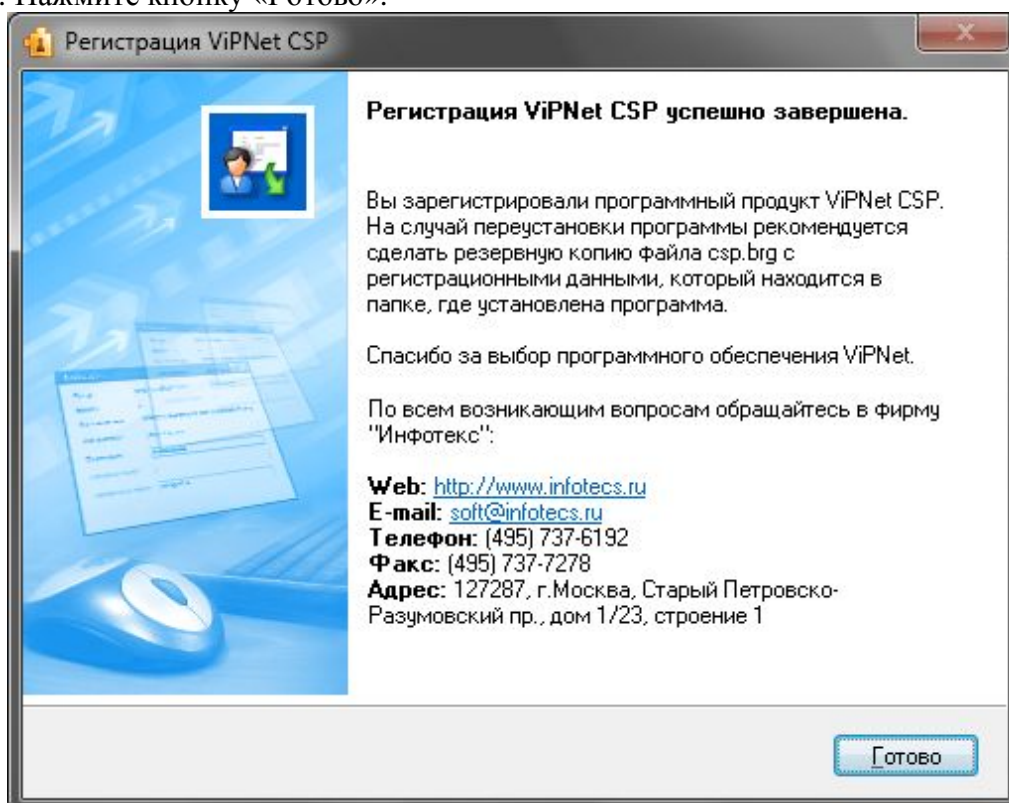 . Нажмите кнопку «Готово».
Регистрация ViPNet CSP
Регистрация ViPNet CSP успешно завершена.
Вы зарегистрировали программный продукт ViPNet CSP.
На случай переустановки программы рекомендуется
сделать резервную копию файла csp.brg с
регистрационными данными, который находится в
папке, где установлена программа.
Спасибо за выбор программного обеспечения ViPNet.
По всем возникающим вопросам обращайтесь в фирму
"Инфотекс":
Web: http://www.infotecs.ru
E-mail: soft@infotecs.ru
Телефон: (495) 737-6192
Факс: (495) 737-7278
Адрес: 127287, г.Москва, Старый Петровско-
Разумовский пр., дом 1/23, строение 1
Готово